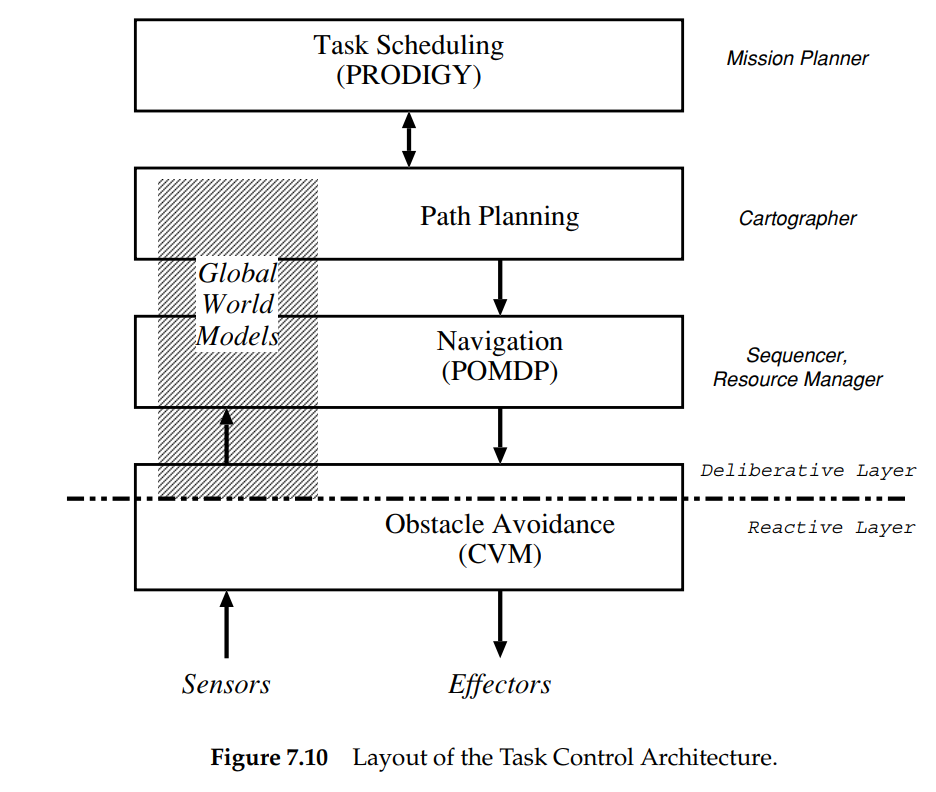 Task Scheduling
(PRODIGY)
Mission Planner
Path Planning
Cartographer
Global
World
Models
Navigation
(POMDP)
Sequencer,
Resource Manager
Deliberative Layer
Reactive Layer
Obstacle Avoidance
(CVM)
Sensors
Effectors
Figure 7.10 Layout of the Task Control Architecture.